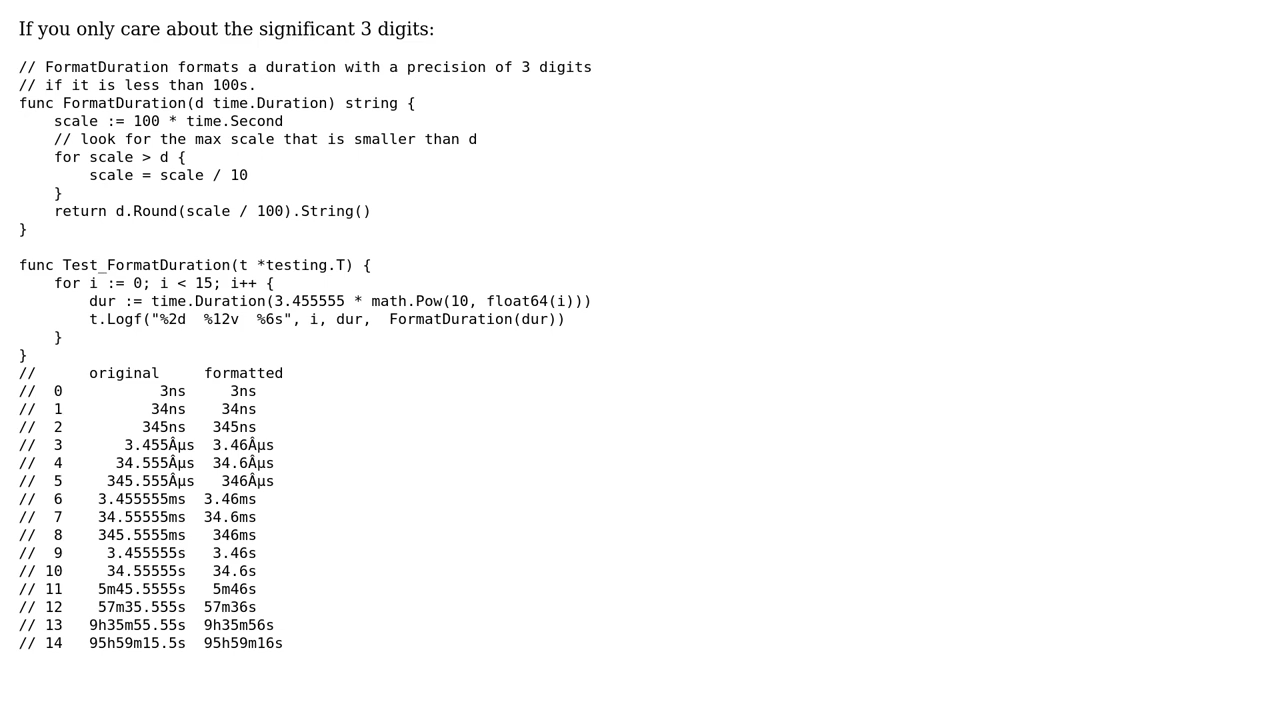 If you only care about the significant 3 digits:
// FormatDuration formats a duration with a precision of 3 digits
// if it is less than 100s.
func FormatDuration(d time.Duration) string {
    scale := 100 * time.Second
    // look for the max scale that is smaller than d
    for scale > d {
        scale = scale / 10
    }
    return d.Round(scale / 100).String()
}

func Test_FormatDuration(t *testing.T) {
    for i := 0; i < 15; i++ {
        dur := time.Duration(3.455555 * math.Pow(10, float64(i)))
        t.Logf("%2d  %12v  %6s", i, dur,  FormatDuration(dur))
    }
}
//      original     formatted
//  0           3ns     3ns
//  1          34ns    34ns
//  2         345ns   345ns
//  3       3.455Âµs  3.46Âµs
//  4      34.555Âµs  34.6Âµs
//  5     345.555Âµs   346Âµs
//  6    3.455555ms  3.46ms
//  7    34.55555ms  34.6ms
//  8    345.5555ms   346ms
//  9     3.455555s   3.46s
// 10     34.55555s   34.6s
// 11    5m45.5555s   5m46s
// 12    57m35.555s  57m36s
// 13   9h35m55.55s  9h35m56s
// 14   95h59m15.5s  95h59m16s